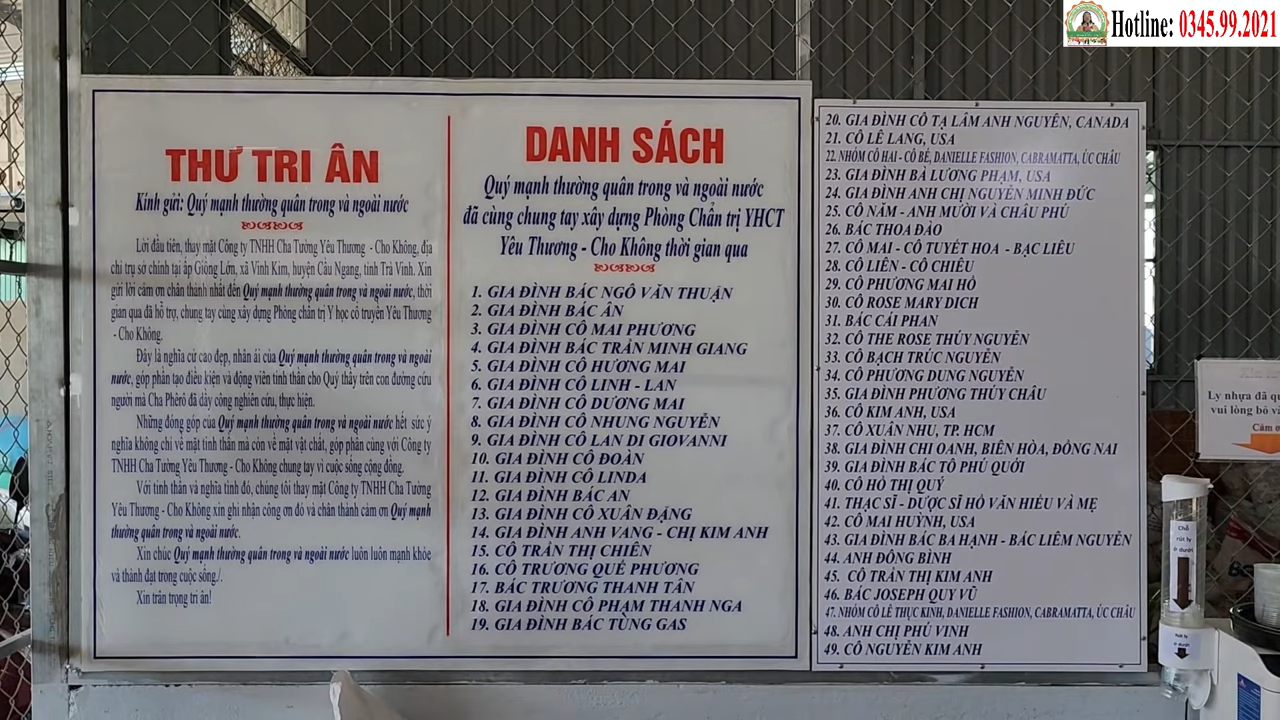 Hotline: 0345.99.2021
THƯ TRI ÂN
Kính gửi: Quý mạnh thường quân trong và ngoài nước
Lời đầu tiên, thay mặt Công ty TNHH Cha Tường Yêu Thương - Cho Không, địa
chỉ trụ sở chính tại ấp Giồng Lớn, xã Vinh Kim, huyện Cầu Ngang, tỉnh Trà Vinh. Xin
gửi lời cảm ơn chân thành nhất đến Quý mạnh thường quân trong và ngoài nước, thời
gian qua đã hỗ trợ, chung tay cùng xây dựng Phòng chẩn trị Y học cổ truyền Yêu Thương
- Cho Không.
Đây là nghĩa cử cao đẹp, nhân ái của Quý mạnh thường quân trong và ngoài
nước, góp phần tạo điều kiện và động viên tinh thần cho Quý thầy trên con đường cứu
người mà Cha Phêrô đã dày công nghiên cứu, thực hiện.
Những đóng góp của Quý mạnh thường quân trong và ngoài nước hết sức ý
nghĩa không chỉ về mặt tinh thần mà còn về mặt vật chất, góp phần cùng với Công ty
TNHH Cha Tường Yêu Thương - Cho Không chung tay vì cuộc sống cộng đồng.
Với tinh thần và nghĩa tình đó, chúng tôi thay mặt Công ty TNHH Cha Tường
Yêu Thương - Cho Không xin ghi nhận công ơn đó và chân thành cảm ơn Quý mạnh
thường quân trong và ngoài nước.
Xin chúc Quý mạnh thường quân trong và ngoài nước luôn luôn mạnh khỏe
và thành đạt trong cuộc sống./.
Xin trân trọng tri ân!
DANH SÁCH
Quý mạnh thường quân trong và ngoài nước
đã cùng chung tay xây dựng Phòng Chẩn trị YHCT
Yêu Thương - Cho Không thời gian qua
1. GIA ĐÌNH BÁC NGÔ VĂN THUẬN
2. GIA ĐÌNH BÁC ÂN
3. GIA ĐÌNH CÔ MAI PHƯƠNG
4. GIA ĐÌNH BÁC TRẦN MINH GIANG
5. GIA ĐÌNH CÔ HƯƠNG MAI
6. GIA ĐÌNH CÔ LINH - LAN
7. GIA ĐÌNH CÔ DƯƠNG MAI
8. GIA ĐÌNH CÔ NHUNG NGUYỄN
9. GIA ĐÌNH CÔ LAN DI GIOVANNI
10. GIA ĐÌNH CÔ ĐOÀN
11. GIA ĐÌNH CÔ LINDA
12. GIA ĐÌNH BÁC AN
13. GIA ĐÌNH CÔ XUÂN ĐẶNG
14. GIA ĐÌNH ANH VANG - CHỊ KIM ANH
15. CÔ TRẦN THỊ CHIÊN
16. CÔ TRƯƠNG QUẾ PHƯƠNG
17. BÁC TRƯƠNG THANH TÂN
18. GIA ĐÌNH CÔ PHẠM THANH NGA
19. GIA ĐÌNH BÁC TÙNG GAS
20. GIA ĐÌNH CÔ TẠ LÂM ANH NGUYÊN, CANADA
21. CÔ LÊ LANG, USA
22. NHÓM CÔ HAI - CÔ BÉ, DANIELLE FASHION, CABRAMATTA, ÚC CHÂU
23. GIA ĐÌNH BÀ LƯƠNG PHẠM, USA
24. GIA ĐÌNH ANH CHỊ NGUYỄN MINH ĐỨC
25. CÔ NĂM - ANH MƯỜI VÀ CHÁU PHÚ
26. BÁC THOA ĐÀO
27. CÔ MAI - CÔ TUYẾT HOA - BẠC LIÊU
28. CÔ LIÊN - CÔ CHIÊU
29. CÔ PHƯƠNG MAI HỒ
30. CÔ ROSE MARY DICH
31. BÁC CÁI PHAN
32. CÔ THE ROSE THÚY NGUYỄN
33. CÔ BẠCH TRÚC NGUYỄN
34. CÔ PHƯƠNG DUNG NGUYỄN
35. GIA ĐÌNH PHƯƠNG THỦY CHÂU
36. CÔ KIM ANH, USA
37. CÔ XUÂN NHU, TP. HCM
38. GIA ĐÌNH CHỊ OANH, BIÊN HÒA, ĐỒNG NAI
39. GIA ĐÌNH BÁC TÔ PHÚ QUỚI
40. CÔ HỒ THỊ QUÝ
41. THẠC SĨ - DƯỢC SĨ HỒ VĂN HIẾU VÀ MẸ
42. CÔ MAI HUỲNH, USA
43. GIA ĐÌNH BÁC BA HẠNH - BÁC LIÊM NGUYỄN
44. ANH ĐÔNG BÌNH
45. CÔ TRẦN THỊ KIM ANH
46. BÁC JOSEPH QUY VŨ
47. NHÓM CÔ LÊ THỤC KINH, DANIELLE FASHION, CABRAMATTA, ÚC CHÂU
48. ANH CHỊ PHÚ VINH
49. CÔ NGUYỄN KIM ANH
Ly nhựa đã qu
vui lòng bỏ v
Cảm ơ
Chỗ
rút ly
ở dưới
Rút ly
ở dưới